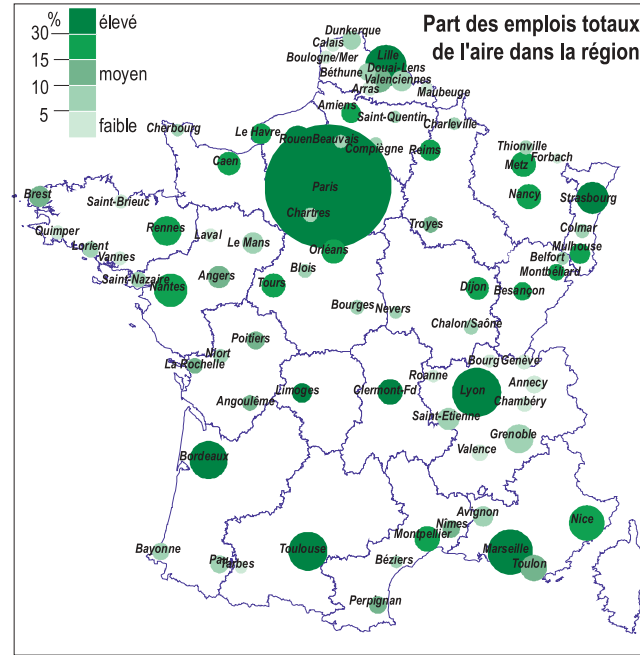 Part des emplois totaux
de l'aire dans la région
%
30
15
10
5
élevé
moyen
faible
Dunkerque
Calais
Boulogne/Mer
Lille
Douai-Lens
Béthune
Valenciennes
Arras
Maubeuge
Amiens
Saint-Quentin
Charleville
Cherbourg
Le Havre
Rouen
Beauvais
Compiègne
Reims
Thionville
Forbach
Metz
Caen
Paris
Nancy
Strasbourg
Brest
Saint-Brieuc
Chartres
Troyes
Colmar
Quimper
Rennes
Laval
Le Mans
Orléans
Mulhouse
Lorient
Vannes
Belfort
Montbéliard
Blois
Saint-Nazaire
Nantes
Angers
Tours
Dijon
Besançon
Bourges
Nevers
Chalon/Saône
Poitiers
Niort
La Rochelle
Bourg
Genève
Roanne
Limoges
Clermont-Fd
Lyon
Annecy
Chambéry
Angoulême
Saint-Etienne
Grenoble
Bordeaux
Valence
Avignon
Nimes
Nice
Bayonne
Pau
Tarbes
Toulouse
Montpellier
Béziers
Marseille
Toulon
Perpignan